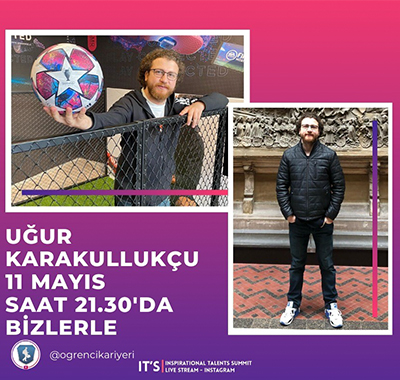 UĞUR
KARAKULLUKÇU
11 MAYIS
SAAT 21.30'DA
BİZLERLE
@ogrencikariyeri
IT'S
INSPIRATIONAL TALENTS SUMMIT
LIVE STREAM - INSTAGRAM